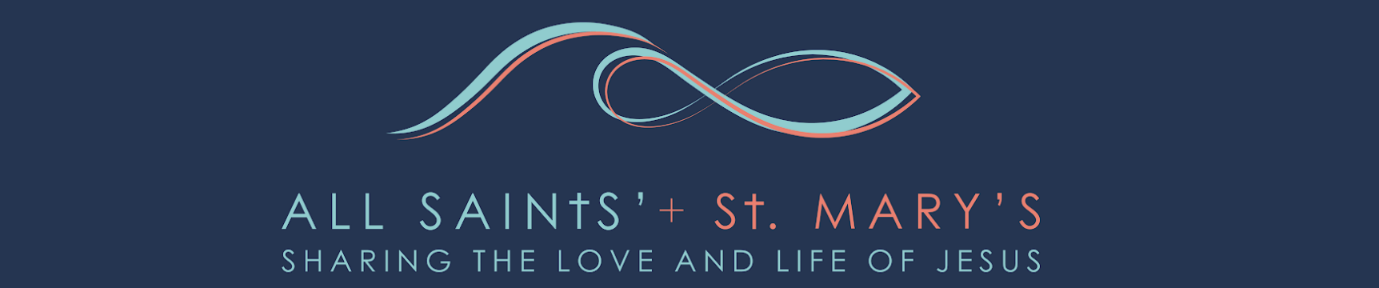 ALL SAINtS' + St. MARY'S
SHARING THE LOVE AND LIFE OF JESUS